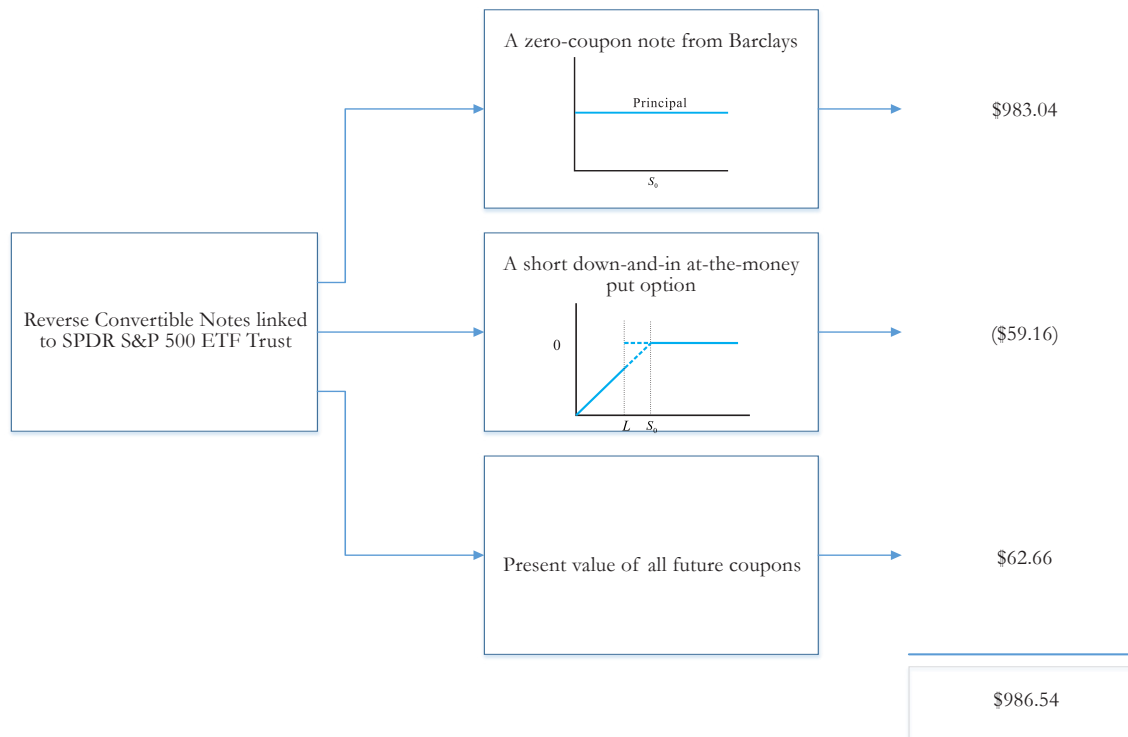 A zero-coupon note from Barclays
Principal
S₀
$983.04
Reverse Convertible Notes linked
to SPDR S&P 500 ETF Trust
A short down-and-in at-the-money
put option
0
L S₀
($59.16)
Present value of all future coupons
$62.66
$986.54